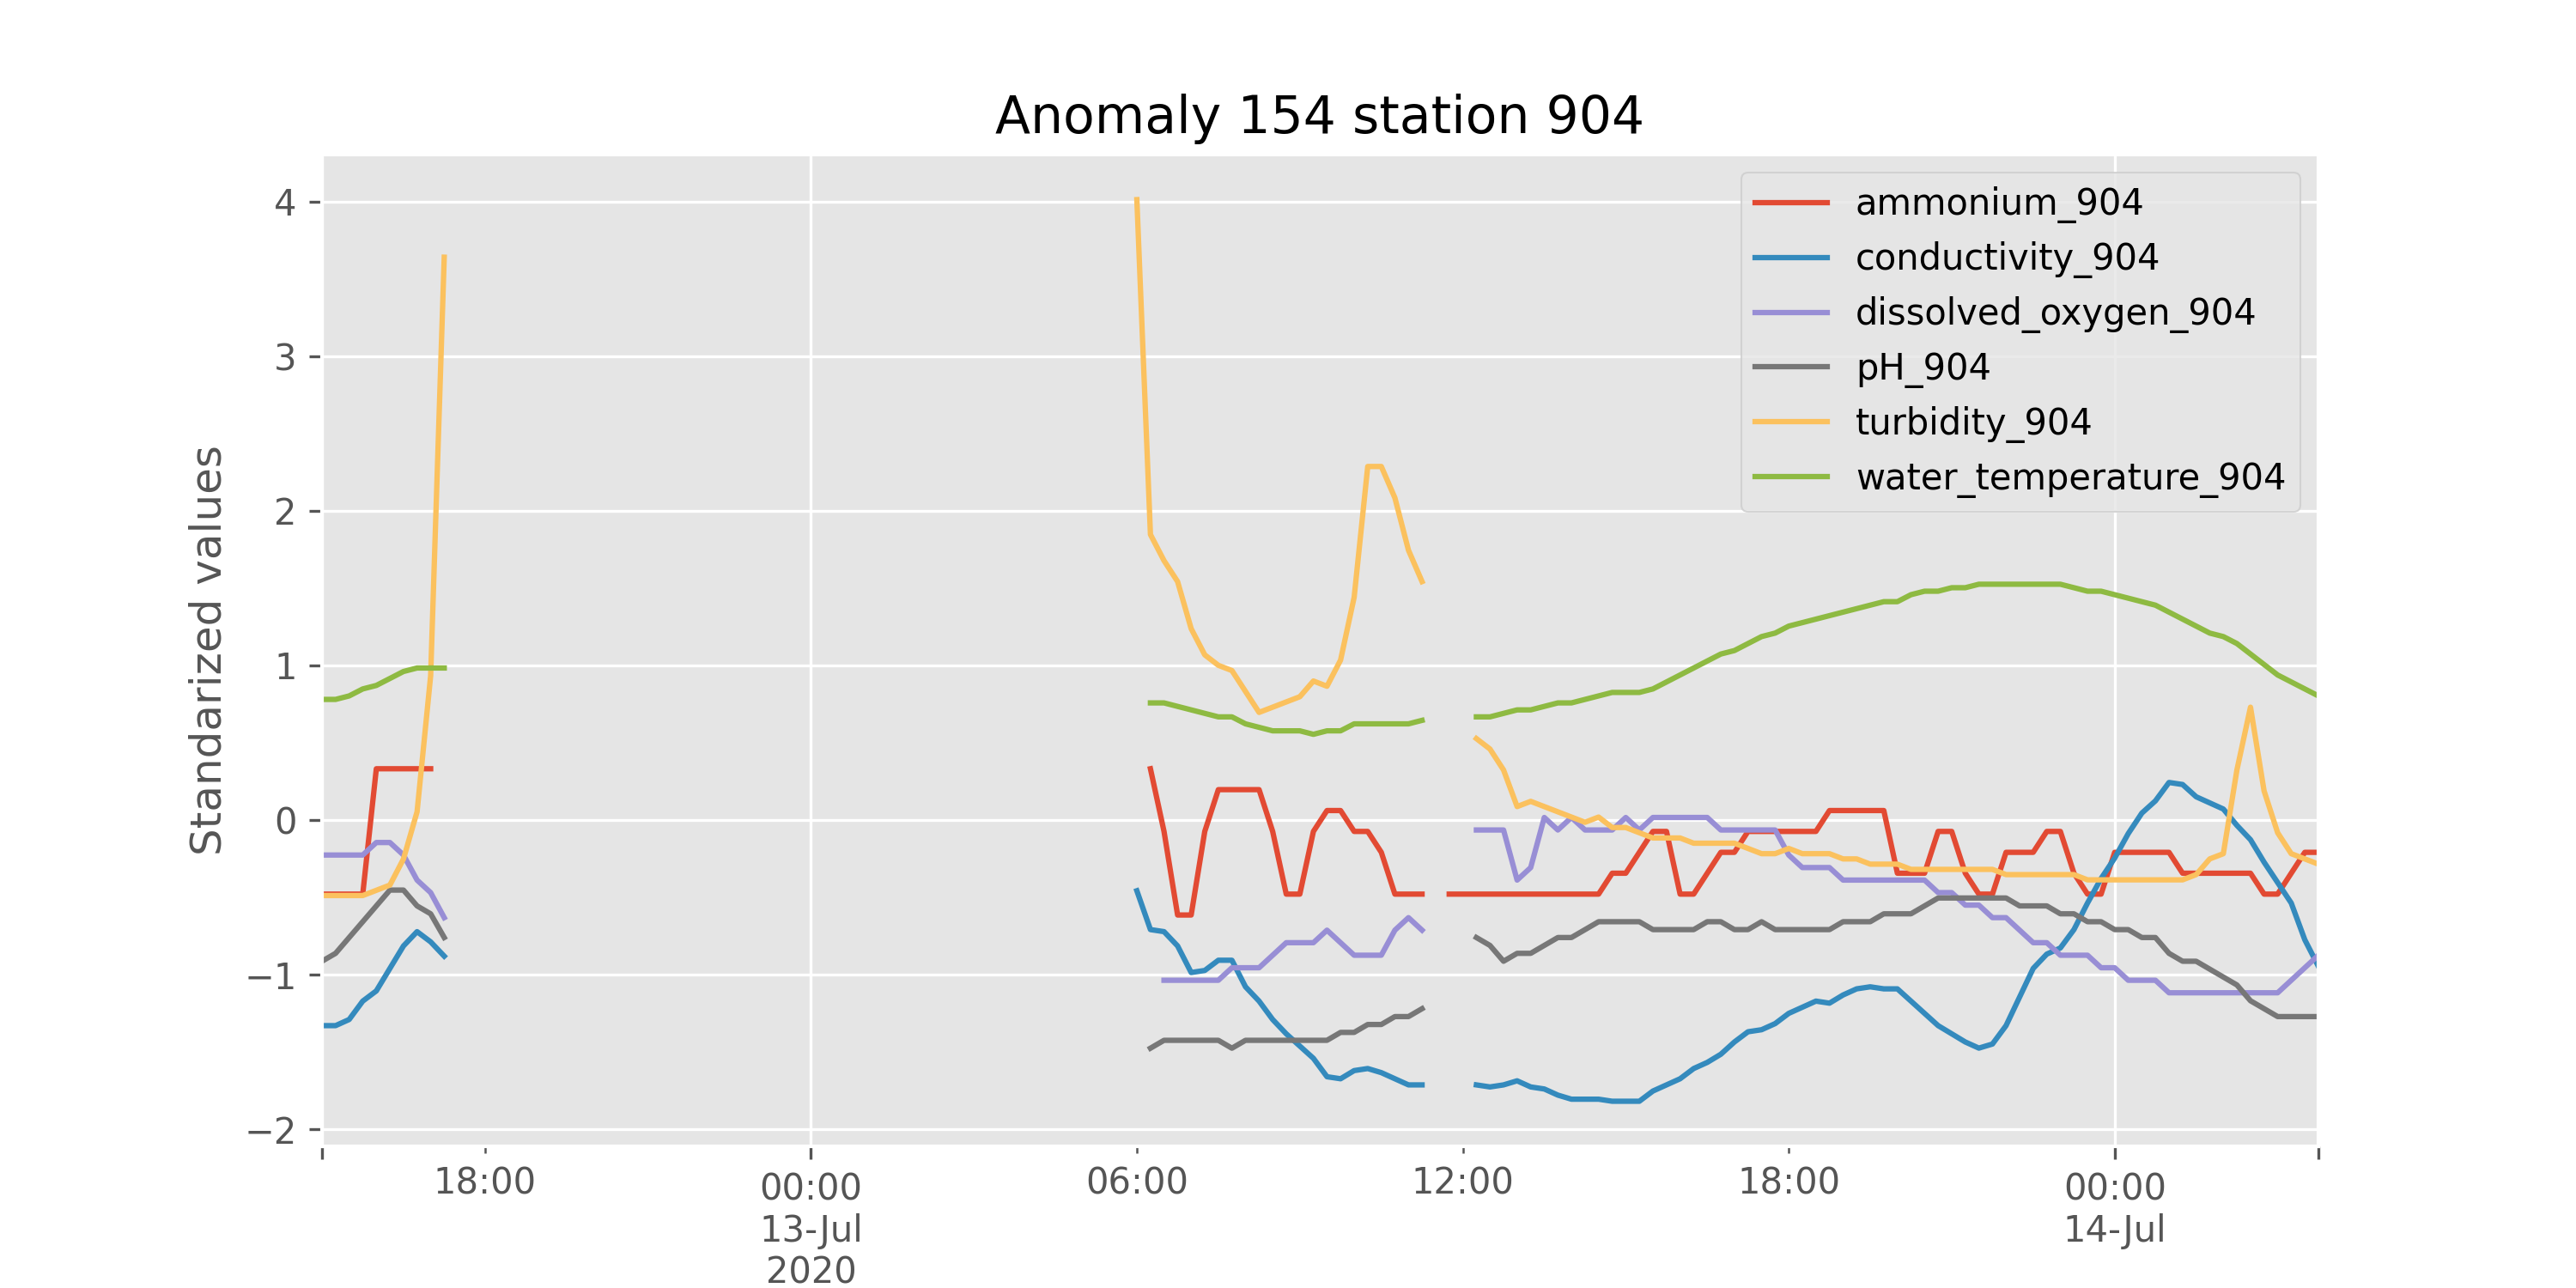 Anomaly 154 station 904
Standarized values
4
3
2
1
0
−1
−2
ammonium_904
conductivity_904
dissolved_oxygen_904
pH_904
turbidity_904
water_temperature_904
18:00
00:00
13-Jul
2020
06:00
12:00
18:00
00:00
14-Jul